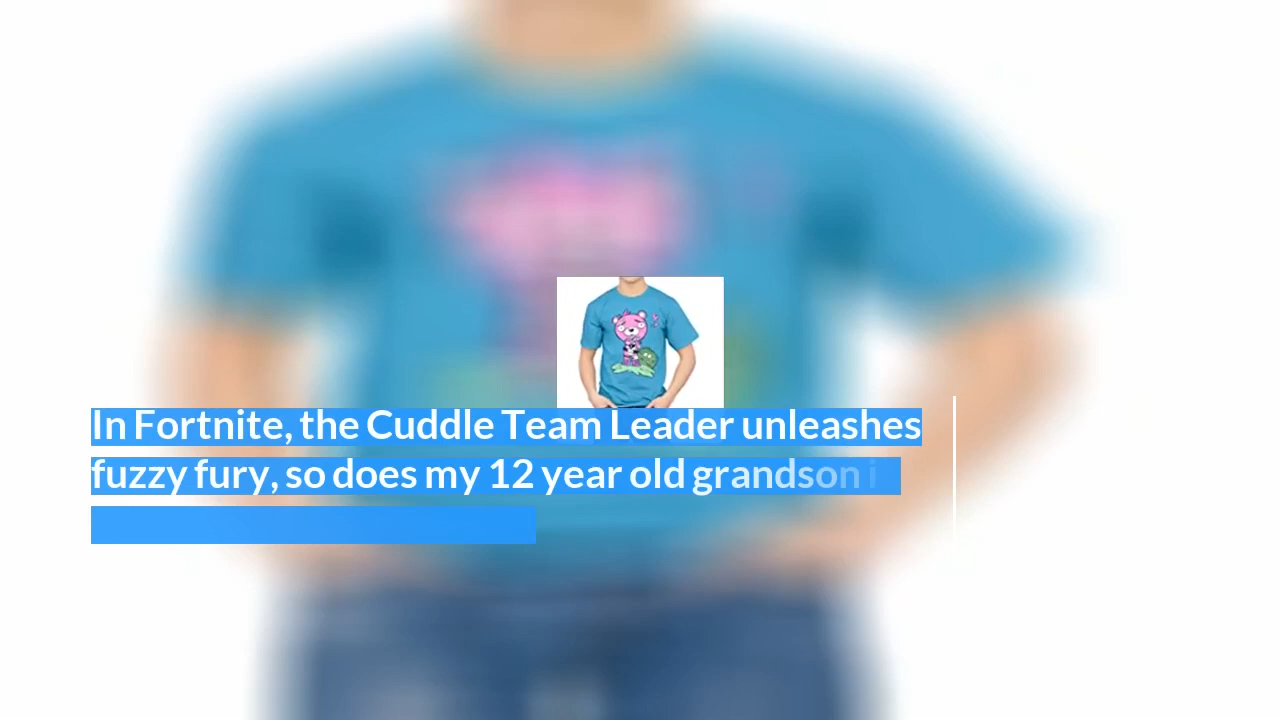 In Fortnite, the Cuddle Team Leader unleashes
fuzzy fury, so does my 12 year old grandson